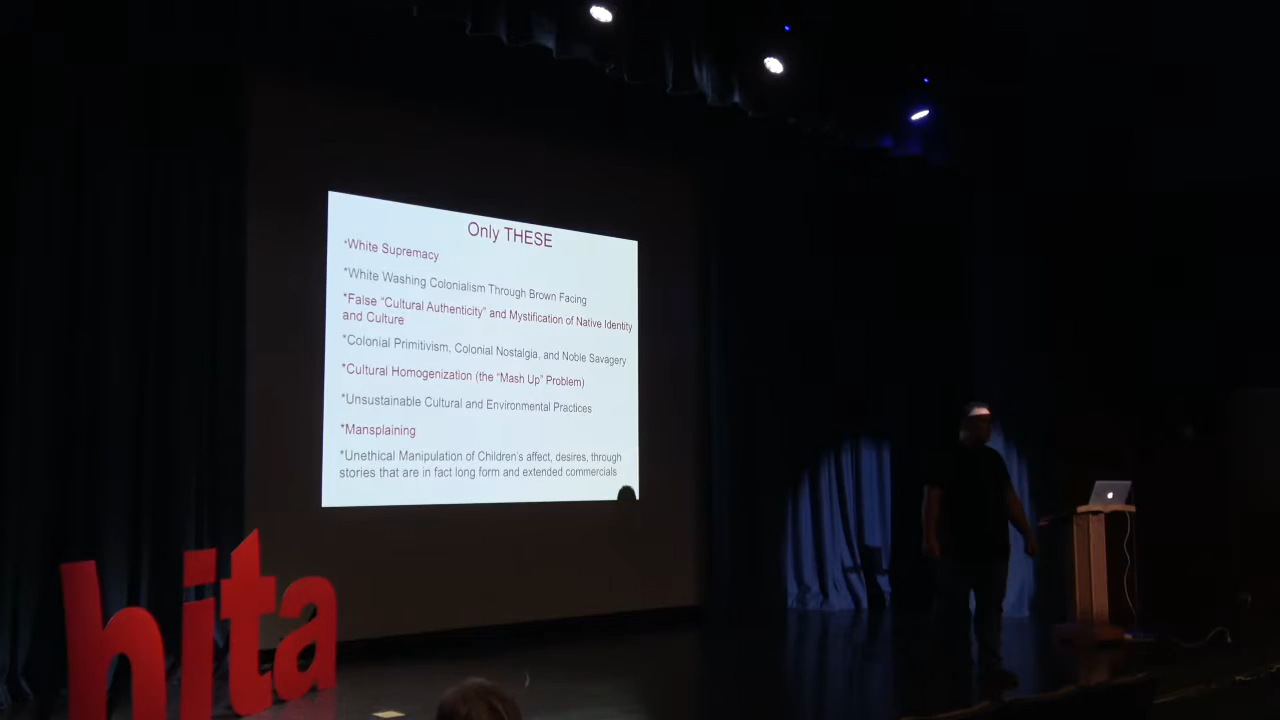 Only THESE
*White Supremacy
*White Washing Colonialism Through Brown Facing
*False “Cultural Authenticity” and Mystification of Native Identity
and Culture
*Colonial Primitivism, Colonial Nostalgia, and Noble Savagery
*Cultural Homogenization (the “Mash Up” Problem)
*Unsustainable Cultural and Environmental Practices
*Mansplaining
*Unethical Manipulation of Children's affect, desires, through
stories that are in fact long form and extended commercials
hita